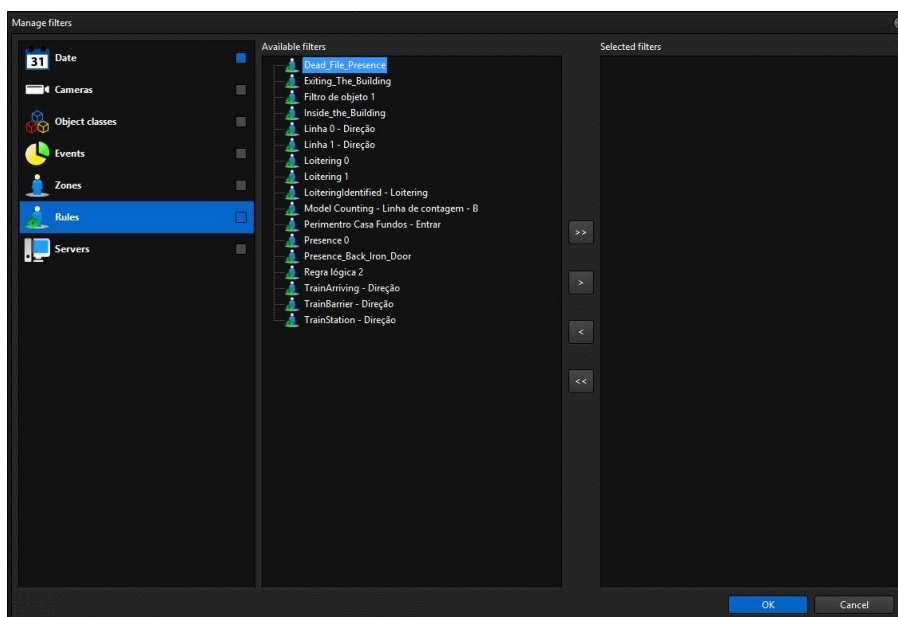 Manage filters
31 Date
Cameras
Object classes
Events
Zones
Rules
Servers
Available filters
Dead_File_Presence
Exiting_The_Building
Filtro de objeto 1
Inside_the_Building
Linha 0 - Direção
Linha 1 - Direção
Loitering 0
Loitering 1
LoiteringIdentified - Loitering
Model Counting - Linha de contagem - B
Perimentro Casa Fundos - Entrar
Presence 0
Presence_Back_Iron_Door
Regra lógica 2
TrainArriving - Direção
TrainBarrier - Direção
TrainStation - Direção
>>
>
<
<<
Selected filters
OK Cancel